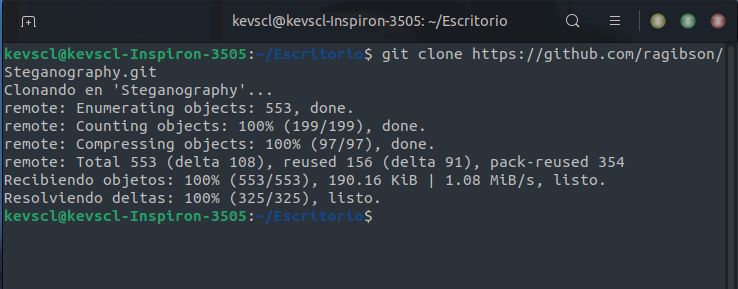 kevscl@kevscl-Inspiron-3505: ~/Escritorio
kevscl@kevscl-Inspiron-3505:~/Escritorio$ git clone https://github.com/ragibson/
Steganography.git
Clonando en 'Steganography'...
remote: Enumerating objects: 553, done.
remote: Counting objects: 100% (199/199), done.
remote: Compressing objects: 100% (97/97), done.
remote: Total 553 (delta 108), reused 156 (delta 91), pack-reused 354
Recibiendo objetos: 100% (553/553), 190.16 KiB | 1.08 MiB/s, listo.
Resolviendo deltas: 100% (325/325), listo.
kevscl@kevscl-Inspiron-3505:~/Escritorio$